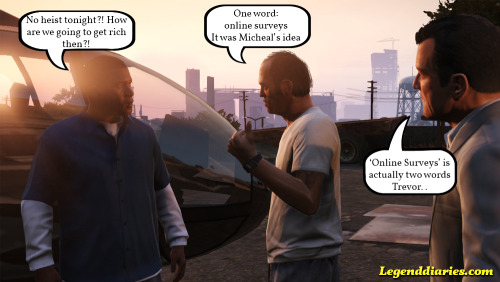 No heist tonight?! How
are we going to get rich
then?!
One word:
online surveys
It was Micheal's idea
'Online Surveys' is
actually two words
Trevor. .
Legenddiaries.com